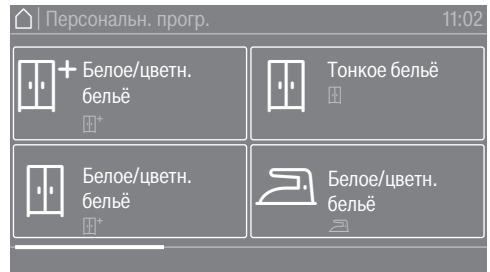 Персональн. прогр. 11:02
Белое/цветн.
бельё
Тонкое бельё
Белое/цветн.
бельё
Белое/цветн.
бельё